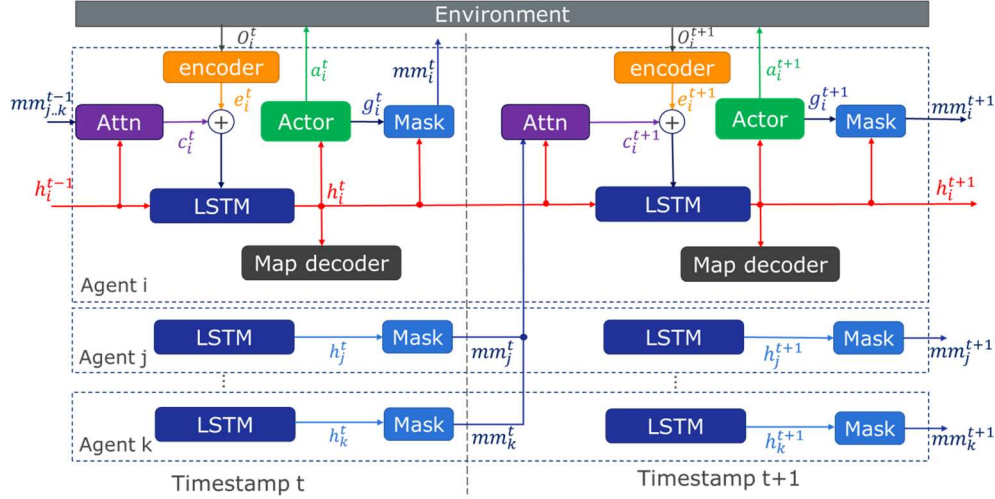 Environment
O_i^t
O_i^{t+1}
encoder
a_i^t
mm_i^t
encoder
a_i^{t+1}
mm_{j..k}^{t-1}
e_i^t
g_i^t
e_i^{t+1}
g_i^{t+1}
mm_i^{t+1}
Attn
+
Actor
Mask
Attn
+
Actor
Mask
c_i^t
c_i^{t+1}
h_i^{t-1}
LSTM
h_i^t
LSTM
h_i^{t+1}
Map decoder
Map decoder
Agent i
LSTM
h_j^t
Mask
mm_j^t
LSTM
h_j^{t+1}
Mask
mm_j^{t+1}
Agent j
LSTM
h_k^t
Mask
mm_k^t
LSTM
h_k^{t+1}
Mask
mm_k^{t+1}
Agent k
Timestamp t
Timestamp t+1